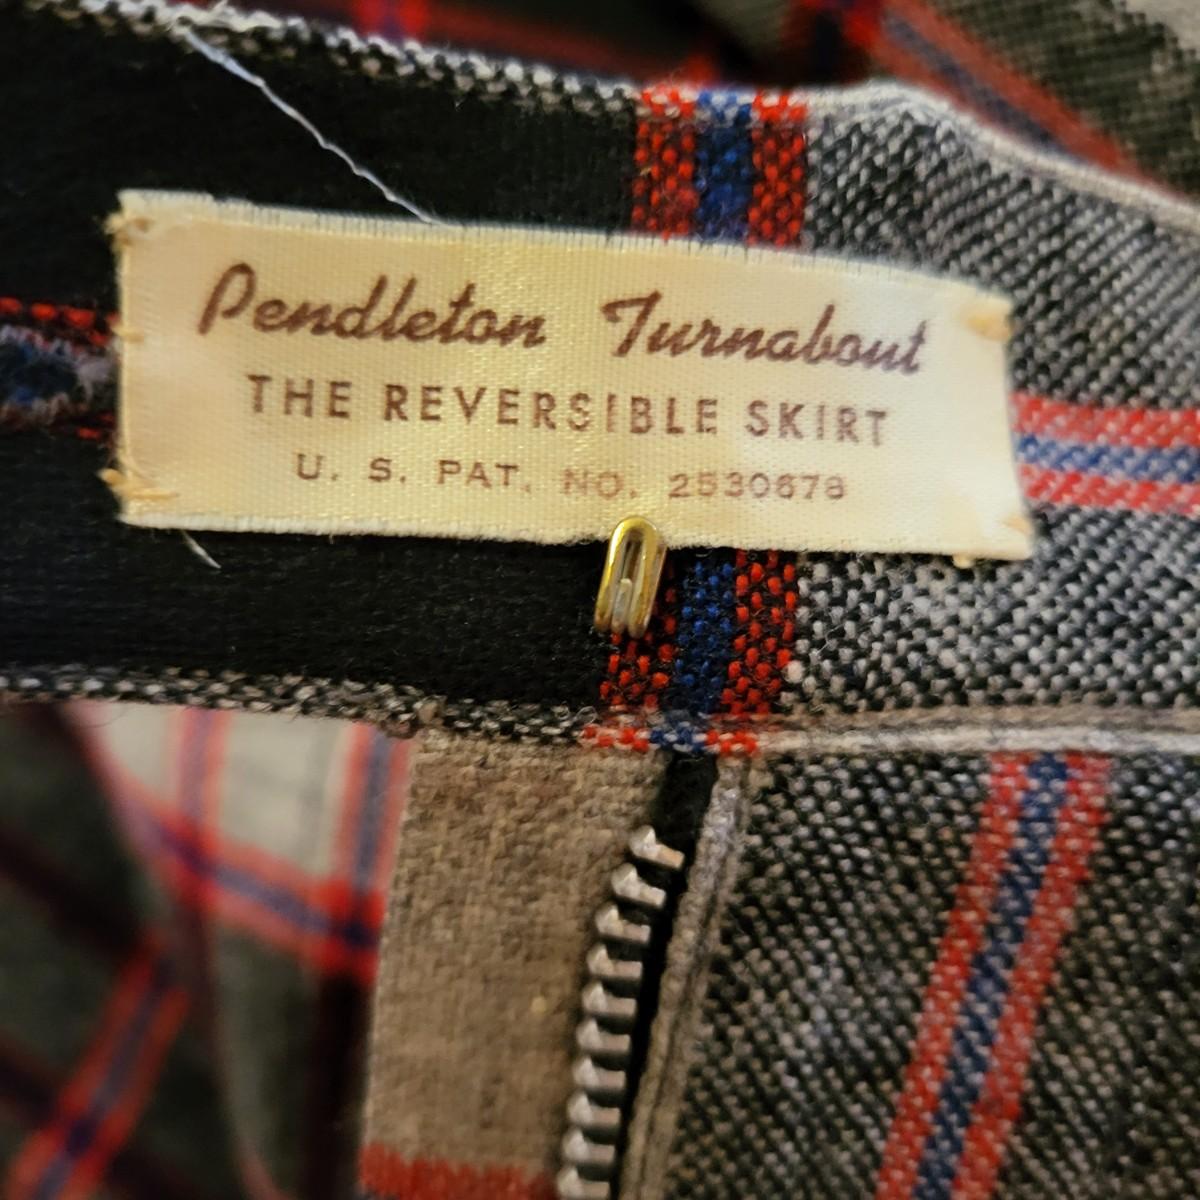 Pendleton Turnabout
THE REVERSIBLE SKIRT
U. S. PAT. NO. 2530678